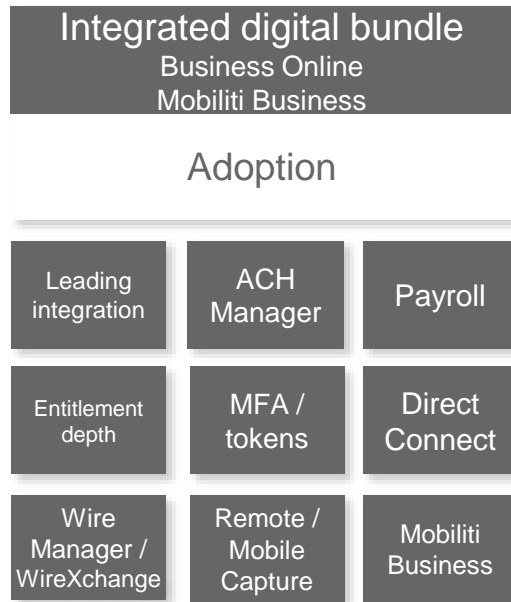 Integrated digital bundle
Business Online
Mobiliti Business
Adoption
Leading
integration
ACH
Manager
Payroll
Entitlement
depth
MFA /
tokens
Direct
Connect
Wire
Manager /
WireXchange
Remote /
Mobile
Capture
Mobiliti
Business